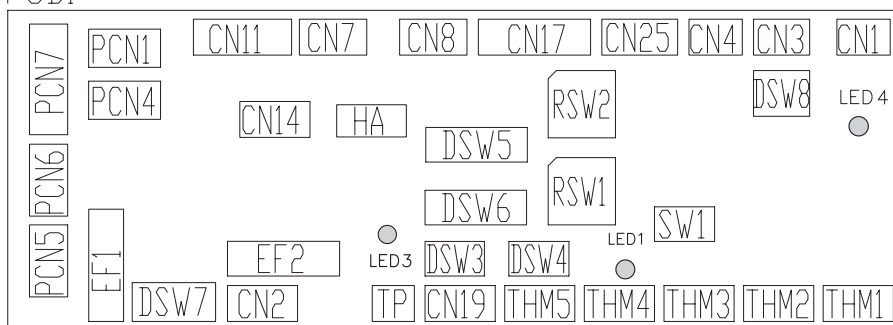 PCN7
PCN1
CN11
CN7
CN8
CN17
CN25
CN4
CN3
CN1
PCN4
CN14
HA
RSW2
DSW8
LED4
DSW5
PCN6
RSW1
DSW6
SW1
PCN5
EF1
EF2
LED3
DSW3
DSW4
LED1
DSW7
CN2
TP
CN19
THM5
THM4
THM3
THM2
THM1